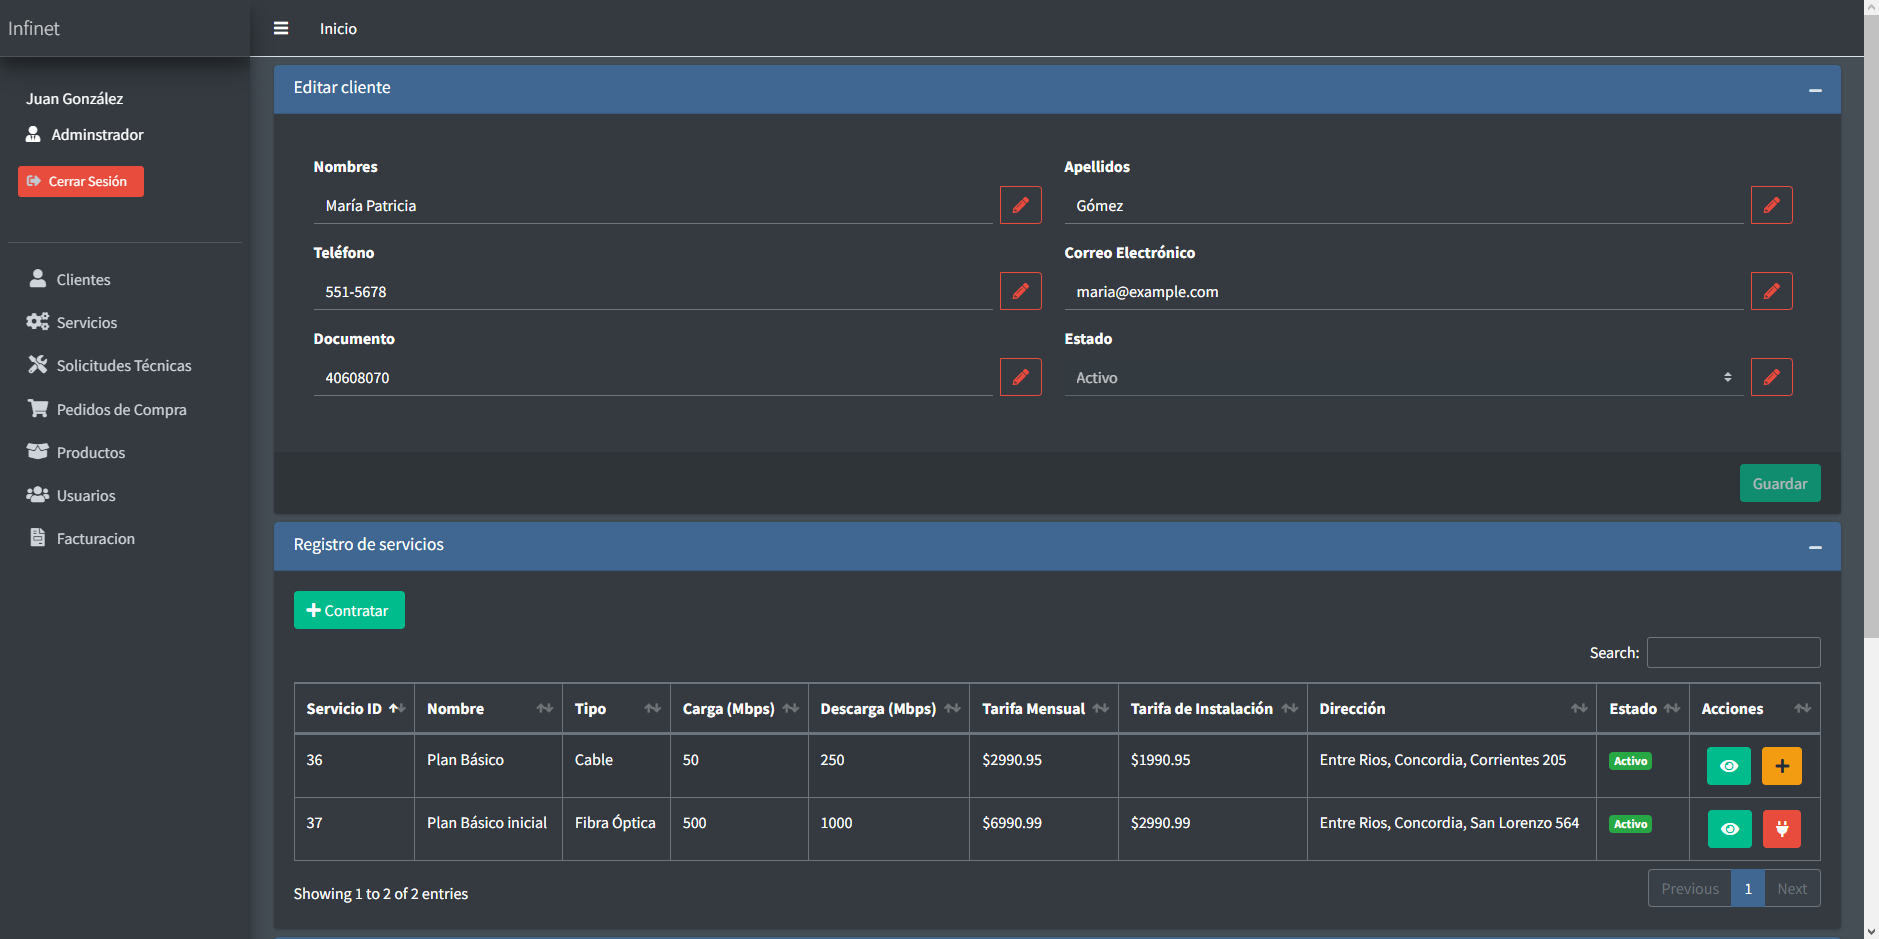 Infinet
Inicio
Juan González
Adminstrador
Cerrar Sesión
Clientes
Servicios
Solicitudes Técnicas
Pedidos de Compra
Productos
Usuarios
Facturacion
Editar cliente
Nombres
Apellidos
María Patricia
Gómez
Teléfono
Correo Electrónico
551-5678
maria@example.com
Documento
Estado
40608070
Activo
Guardar
Registro de servicios
Contratar
Search:
Servicio ID Nombre Tipo Carga (Mbps) Descarga (Mbps) Tarifa Mensual Tarifa de Instalación Dirección Estado Acciones
36 Plan Básico Cable 50 250 $2990.95 $1990.95 Entre Rios, Concordia, Corrientes 205 Activo
37 Plan Básico inicial Fibra Óptica 500 1000 $6990.99 $2990.99 Entre Rios, Concordia, San Lorenzo 564 Activo
Showing 1 to 2 of 2 entries
Previous 1 Next